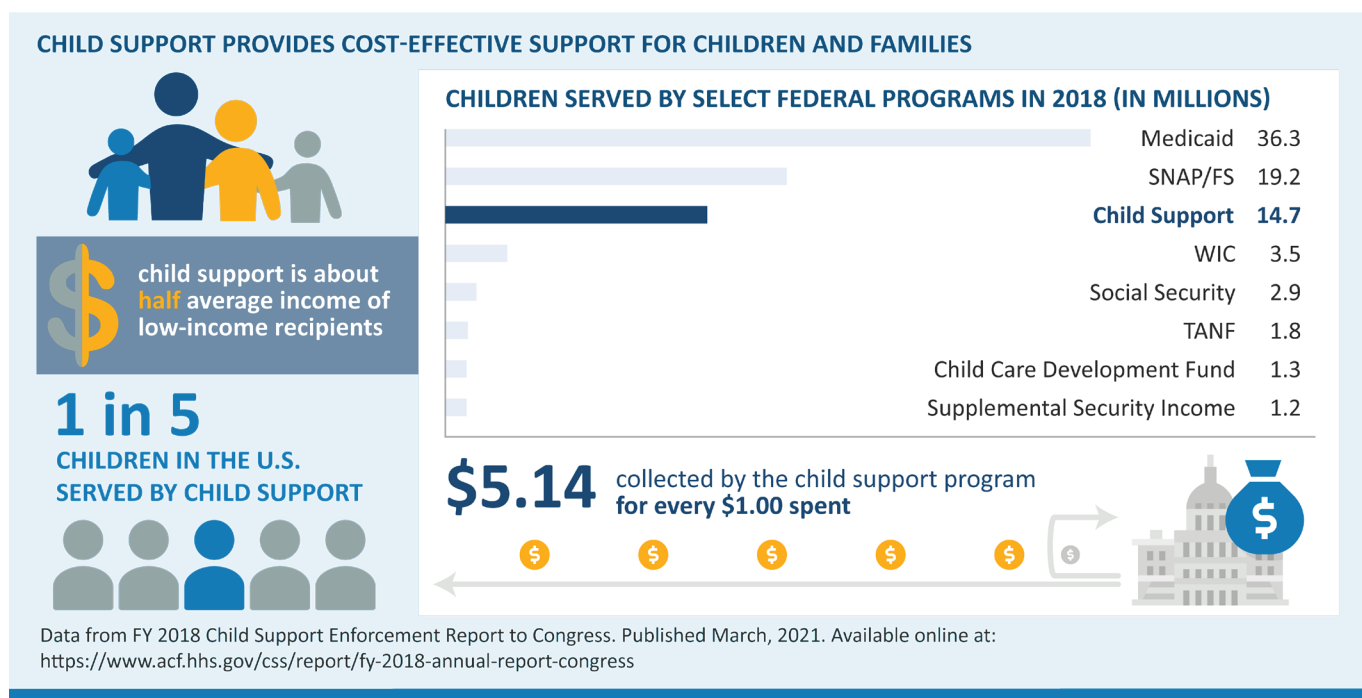 CHILD SUPPORT PROVIDES COST-EFFECTIVE SUPPORT FOR CHILDREN AND FAMILIES
$
child support is about
half average income of
low-income recipients
1 in 5
CHILDREN IN THE U.S.
SERVED BY CHILD SUPPORT
CHILDREN SERVED BY SELECT FEDERAL PROGRAMS IN 2018 (IN MILLIONS)
Medicaid 36.3
SNAP/FS 19.2
Child Support 14.7
WIC 3.5
Social Security 2.9
TANF 1.8
Child Care Development Fund 1.3
Supplemental Security Income 1.2
$5.14
collected by the child support program
for every $1.00 spent
$ $ $ $ $ $
$
Data from FY 2018 Child Support Enforcement Report to Congress. Published March, 2021. Available online at:
https://www.acf.hhs.gov/css/report/fy-2018-annual-report-congress